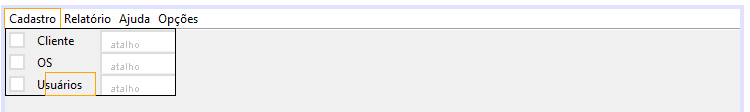 Cadastro Relatório Ajuda Opções
Cliente atalho
OS atalho
Usuários atalho